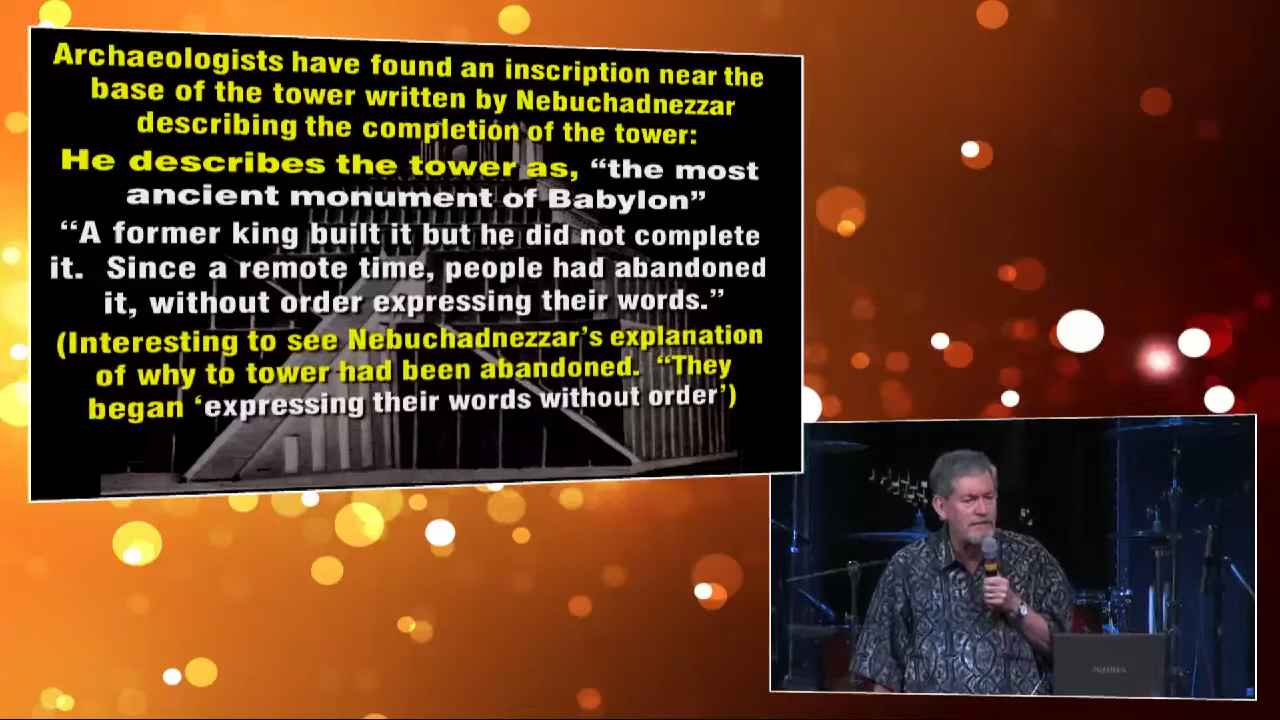 Archaeologists have found an inscription near the
base of the tower written by Nebuchadnezzar
describing the completion of the tower:
He describes the tower as, “the most
ancient monument of Babylon”
“A former king built it but he did not complete
it. Since a remote time, people had abandoned
it, without order expressing their words.”
(Interesting to see Nebuchadnezzar’s explanation
of why to tower had been abandoned. “They
began ‘expressing their words without order’)